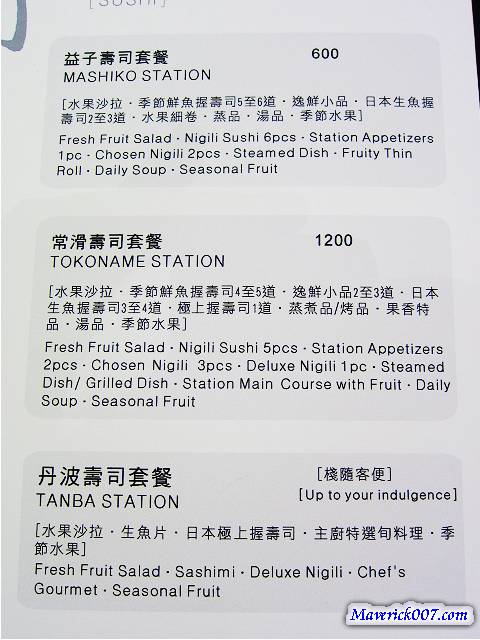 [SUSHI]
益子壽司套餐 600
MASHIKO STATION
[水果沙拉・季節鮮魚握壽司5至6道・逸鮮小品・日本生魚握
壽司2至3道・水果細卷・蒸品・湯品・季節水果]
Fresh Fruit Salad・Nigili Sushi 6pcs・Station Appetizers
1pc・Chosen Nigili 2pcs・Steamed Dish・Fruity Thin
Roll・Daily Soup・Seasonal Fruit
常滑壽司套餐 1200
TOKONAME STATION
[水果沙拉・季節鮮魚握壽司4至5道・逸鮮小品2至3道・日本
生魚握壽司3至4道・極上握壽司1道・蒸煮品/烤品・果香特
品・湯品・季節水果]
Fresh Fruit Salad・Nigili Sushi 5pcs・Station Appetizers
2pcs・Chosen Nigili 3pcs・Deluxe Nigili 1pc・Steamed
Dish/ Grilled Dish・Station Main Course with Fruit・Daily
Soup・Seasonal Fruit
丹波壽司套餐 [棧隨客便]
TANBA STATION [Up to your indulgence]
[水果沙拉・生魚片・日本極上握壽司・主廚特選旬料理・季
節水果]
Fresh Fruit Salad・Sashimi・Deluxe Nigili・Chef's
Gourmet・Seasonal Fruit
Maverick007.com